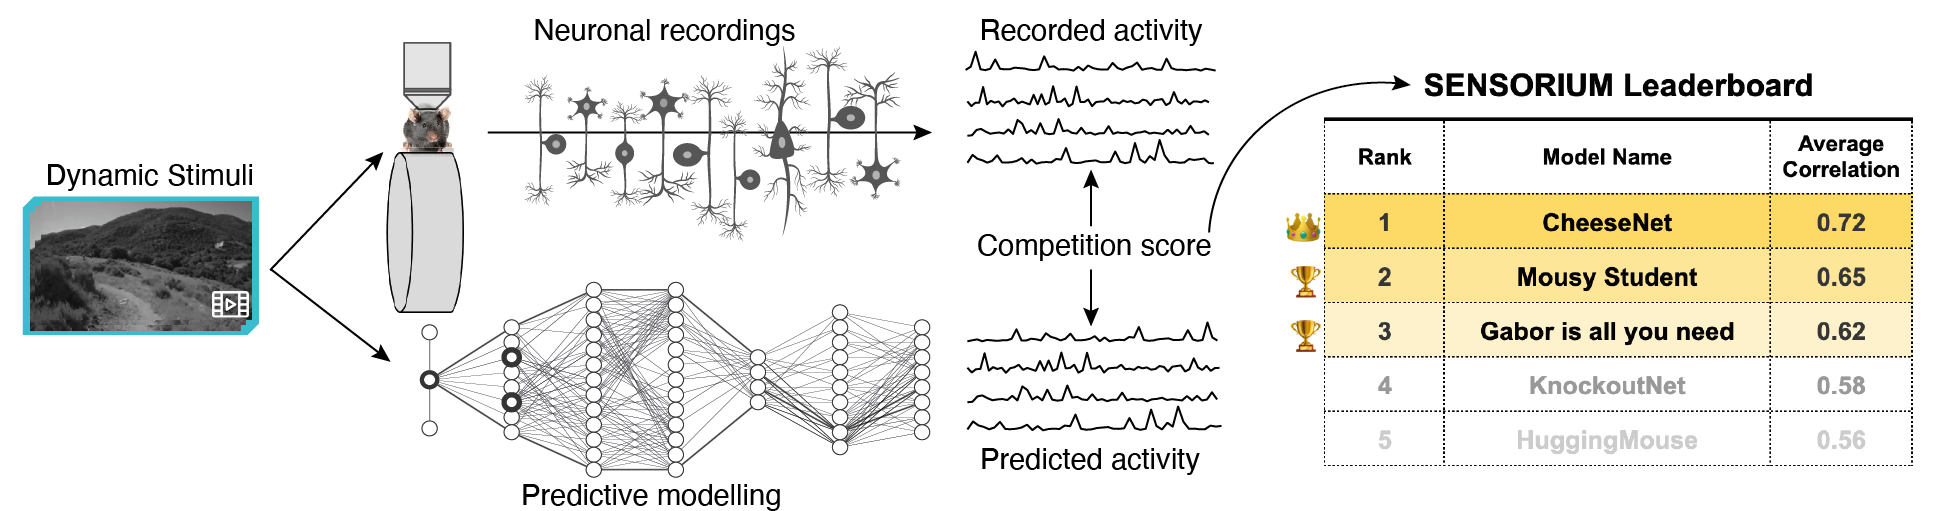 Dynamic Stimuli
Neuronal recordings
Recorded activity
Competition score
Predicted activity
Predictive modelling
SENSORIUM Leaderboard
Rank Model Name Average Correlation
1 CheeseNet 0.72
2 Mousy Student 0.65
3 Gabor is all you need 0.62
4 KnockoutNet 0.58
5 HuggingMouse 0.56